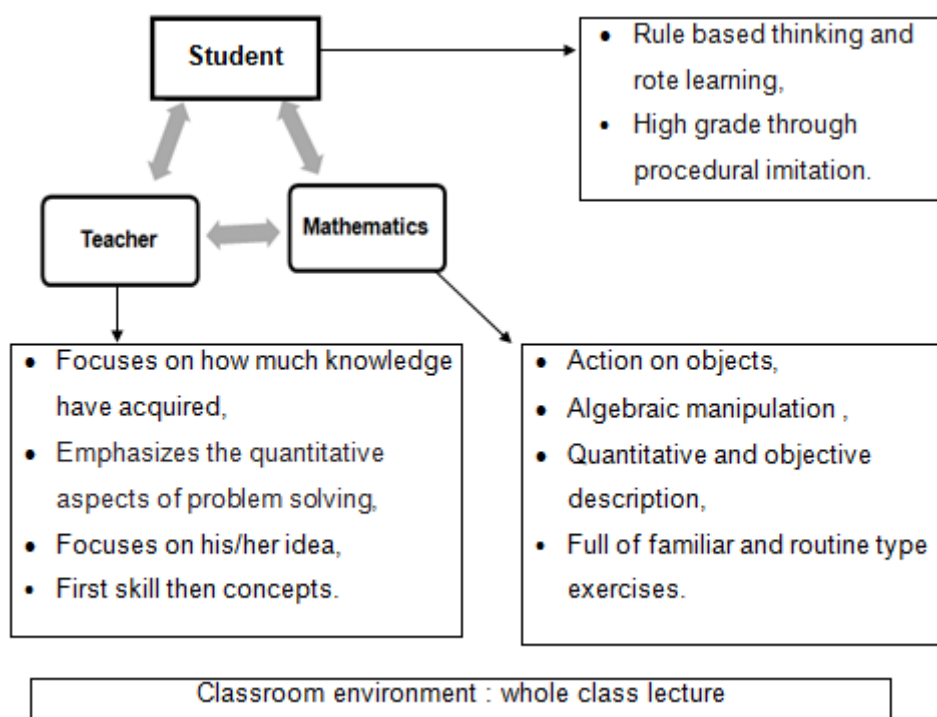 Student
• Rule based thinking and
rote learning,
• High grade through
procedural imitation.
Teacher
Mathematics
• Focuses on how much knowledge
have acquired,
• Emphasizes the quantitative
aspects of problem solving,
• Focuses on his/her idea,
• First skill then concepts.
• Action on objects,
• Algebraic manipulation ,
• Quantitative and objective
description,
• Full of familiar and routine type
exercises.
Classroom environment : whole class lecture